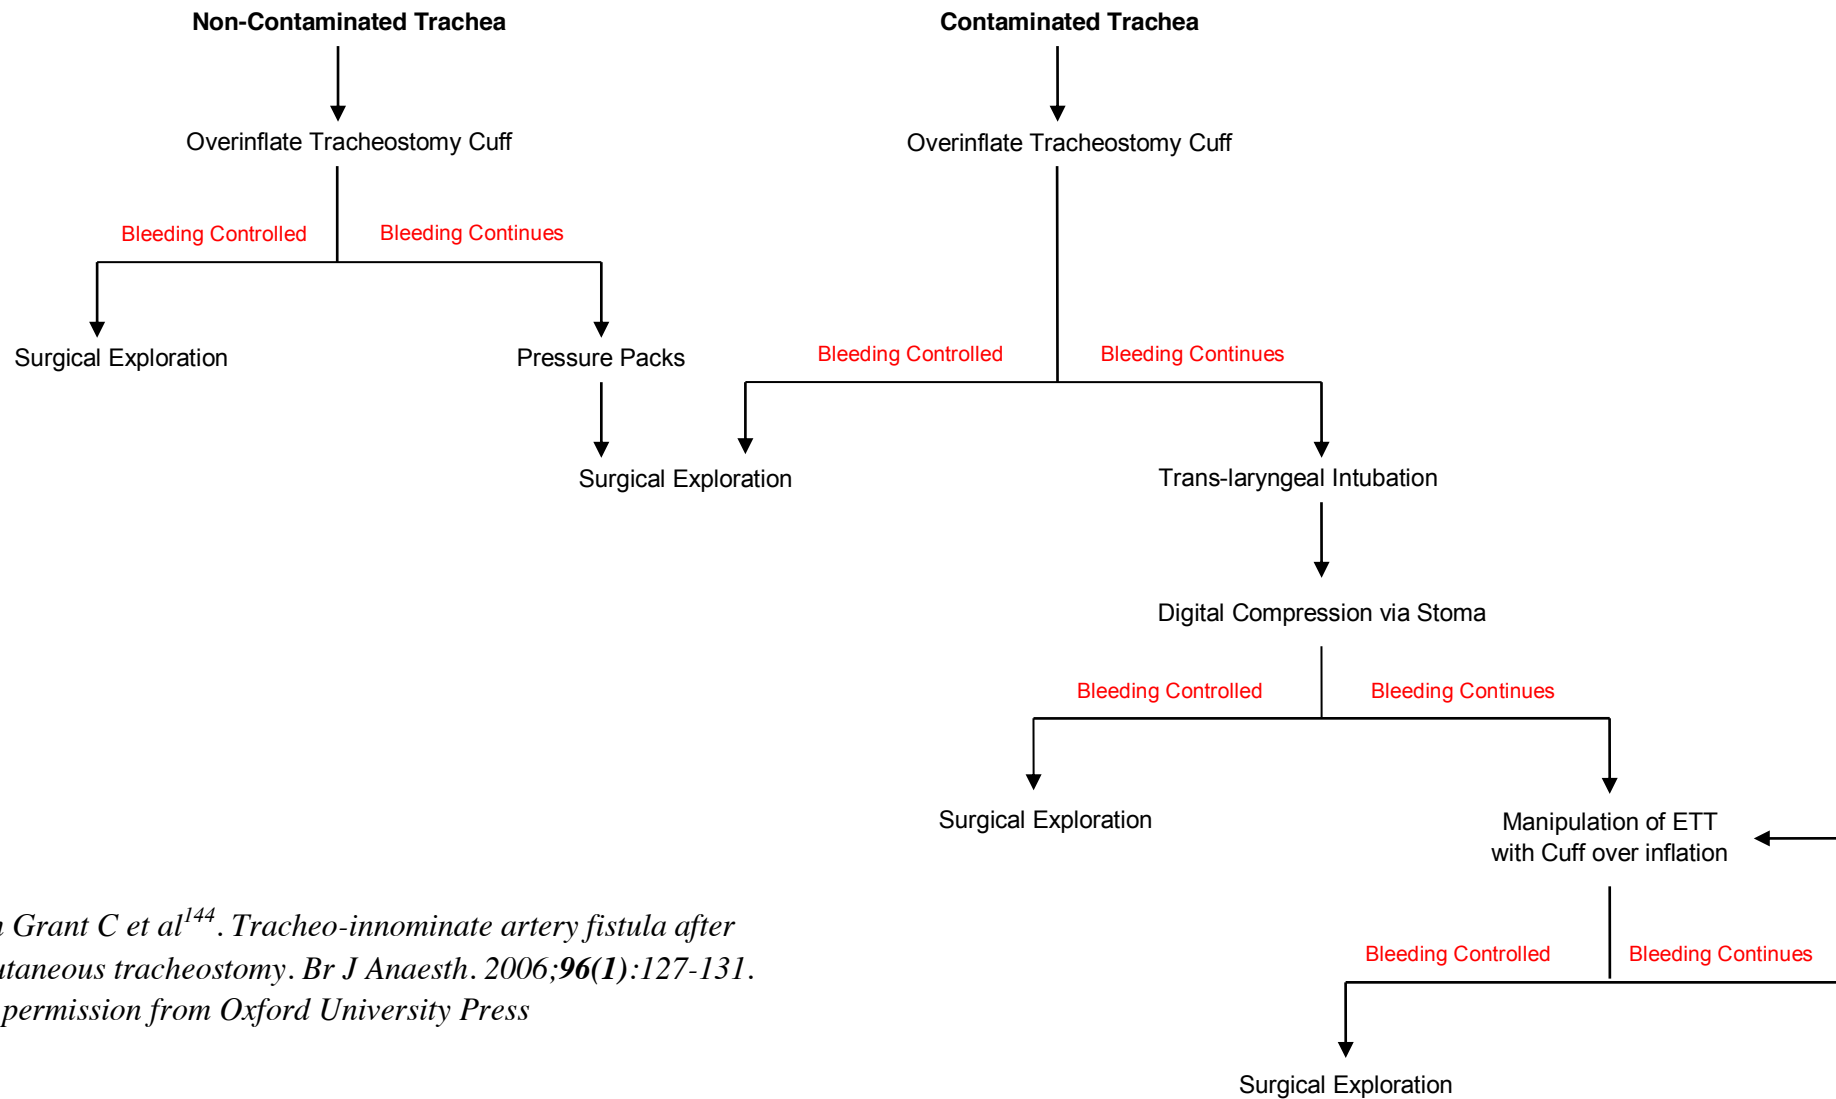 Non-Contaminated Trachea
Contaminated Trachea
Overinflate Tracheostomy Cuff
Overinflate Tracheostomy Cuff
Bleeding Controlled
Bleeding Continues
Surgical Exploration
Pressure Packs
Bleeding Controlled
Bleeding Continues
Surgical Exploration
Trans-laryngeal Intubation
Digital Compression via Stoma
Bleeding Controlled
Bleeding Continues
Surgical Exploration
Manipulation of ETT
with Cuff over inflation
Bleeding Controlled
Bleeding Continues
Surgical Exploration
Grant C et al144. Tracheo-innominate artery fistula after
utaneous tracheostomy. Br J Anaesth. 2006;96(1):127-131.
permission from Oxford University Press